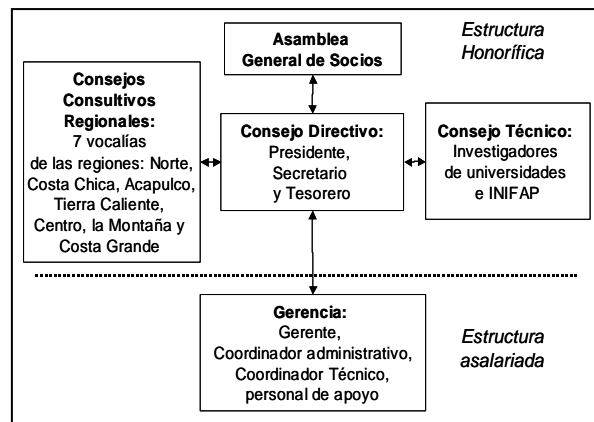 Estructura
Honorífica
Asamblea
General de Socios
Consejos
Consultivos
Regionales:
7 vocalías
de las regiones: Norte,
Costa Chica, Acapulco,
Tierra Caliente,
Centro, la Montaña y
Costa Grande
Consejo Directivo:
Presidente,
Secretario
y Tesorero
Consejo Técnico:
Investigadores
de universidades
e INIFAP
Gerencia:
Gerente,
Coordinador administrativo,
Coordinador Técnico,
personal de apoyo
Estructura
asalariada